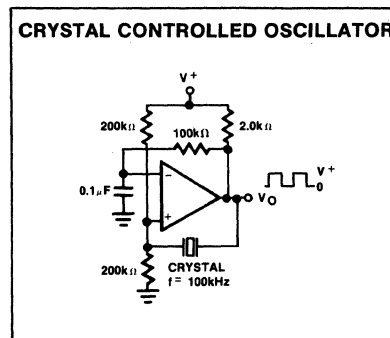 CRYSTAL CONTROLLED OSCILLATOR
V+
200kΩ
2.0kΩ
100kΩ
V+
0
0.1μF
−
+
VO
200kΩ
CRYSTAL
f = 100kHz